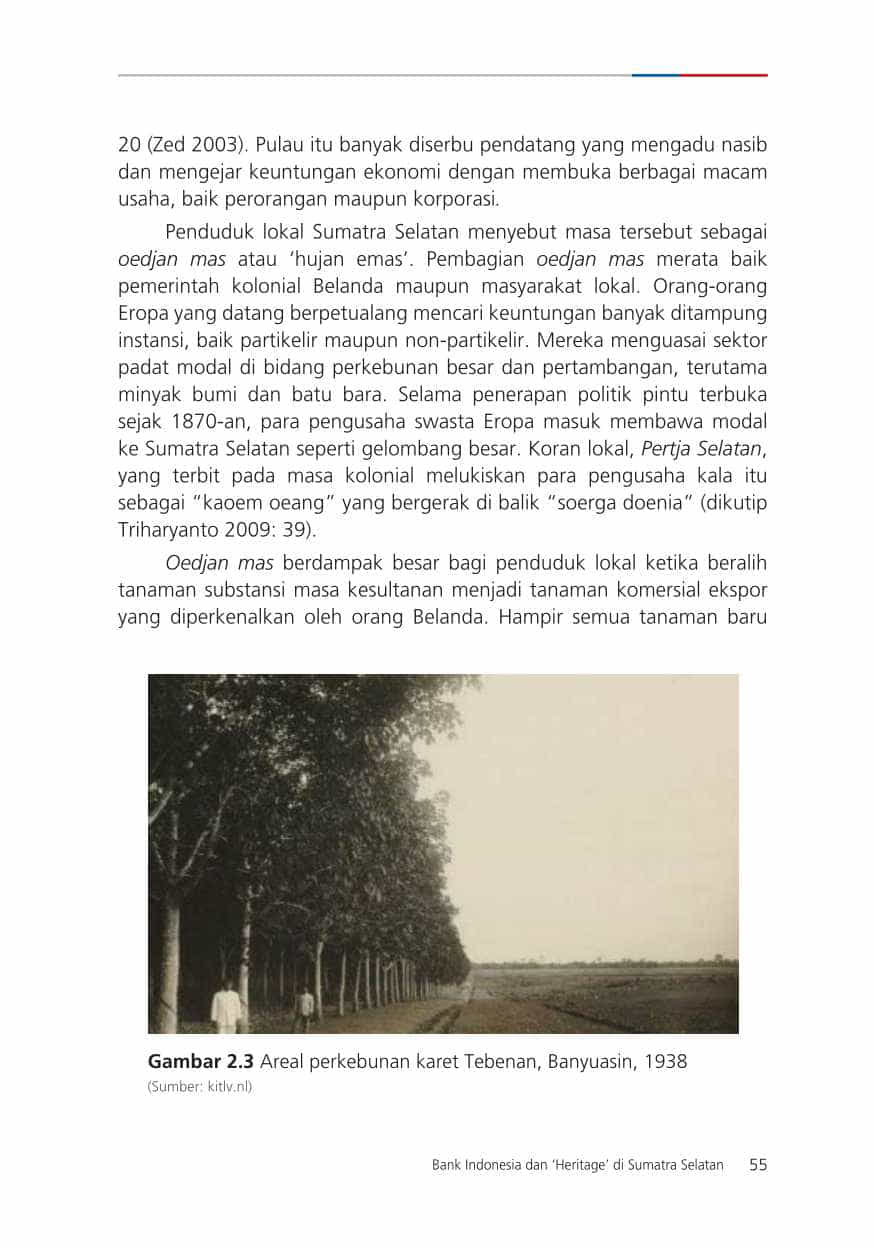 20 (Zed 2003). Pulau itu banyak diserbu pendatang yang mengadu nasib
dan mengejar keuntungan ekonomi dengan membuka berbagai macam
usaha, baik perorangan maupun korporasi.
Penduduk lokal Sumatra Selatan menyebut masa tersebut sebagai
oedjan mas atau ‘hujan emas’. Pembagian oedjan mas merata baik
pemerintah kolonial Belanda maupun masyarakat lokal. Orang-orang
Eropa yang datang berpetualang mencari keuntungan banyak ditampung
instansi, baik partikelir maupun non-partikelir. Mereka menguasai sektor
padat modal di bidang perkebunan besar dan pertambangan, terutama
minyak bumi dan batu bara. Selama penerapan politik pintu terbuka
sejak 1870-an, para pengusaha swasta Eropa masuk membawa modal
ke Sumatra Selatan seperti gelombang besar. Koran lokal, Pertja Selatan,
yang terbit pada masa kolonial melukiskan para pengusaha kala itu
sebagai “kaoem oeang” yang bergerak di balik “soerga doenia” (dikutip
Triharyanto 2009: 39).
Oedjan mas berdampak besar bagi penduduk lokal ketika beralih
tanaman substansi masa kesultanan menjadi tanaman komersial ekspor
yang diperkenalkan oleh orang Belanda. Hampir semua tanaman baru
Gambar 2.3 Areal perkebunan karet Tebenan, Banyuasin, 1938
(Sumber: kitlv.nl)
Bank Indonesia dan ‘Heritage’ di Sumatra Selatan 55